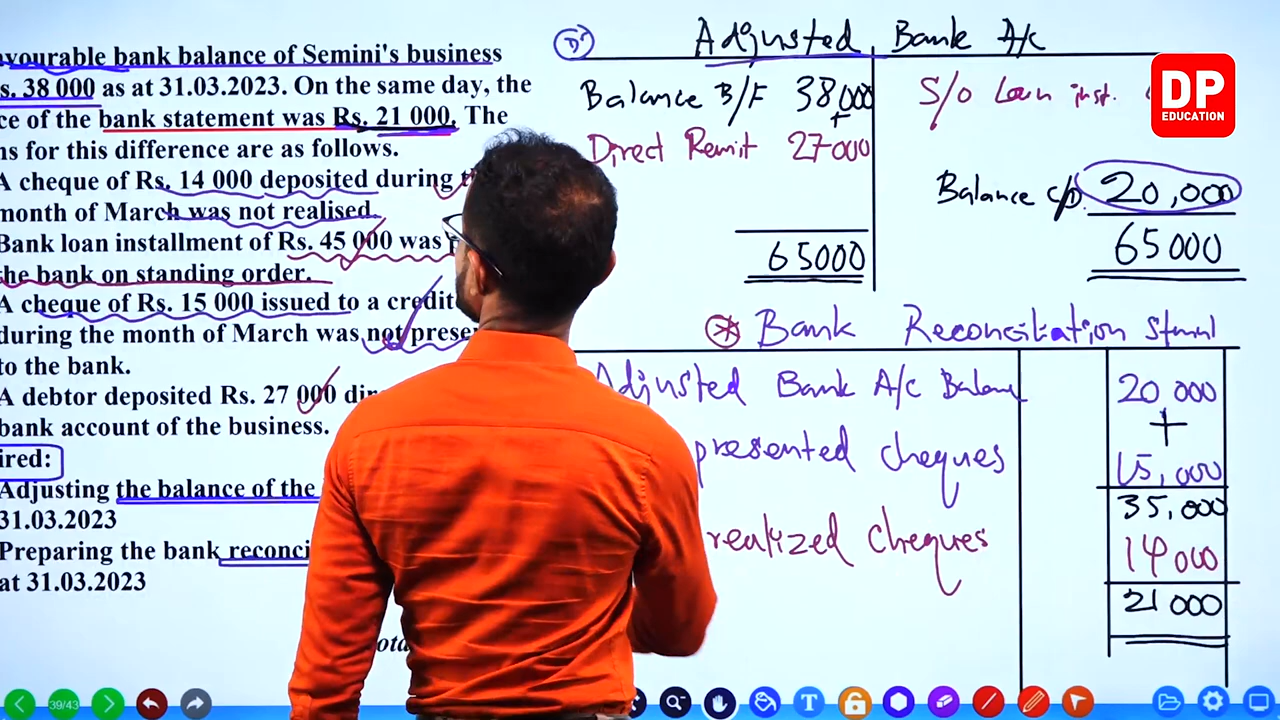 avourable bank balance of Semini's business
s. 38 000 as at 31.03.2023. On the same day, the
ce of the bank statement was Rs. 21 000. The
ns for this difference are as follows.
A cheque of Rs. 14 000 deposited during
month of March was not realised.
Bank loan installment of Rs. 45 000 was
the bank on standing order.
A cheque of Rs. 15 000 issued to a credit
during the month of March was not prese
to the bank.
A debtor deposited Rs. 27 000 dir
bank account of the business.
ired:
Adjusting the balance of the
31.03.2023
Preparing the bank reconci
at 31.03.2023
Adjusted Bank A/C
Balance B/F 38000
+
Direct Remit 27000
65000
S/O Loan inst.
Balance c/d 20,000
65000
Bank Reconciliation
Adjusted Bank A/C 20 000
+
presented cheques 15,000
35,000
realized cheques 14000
21 000
DP
EDUCATION
39/43
T